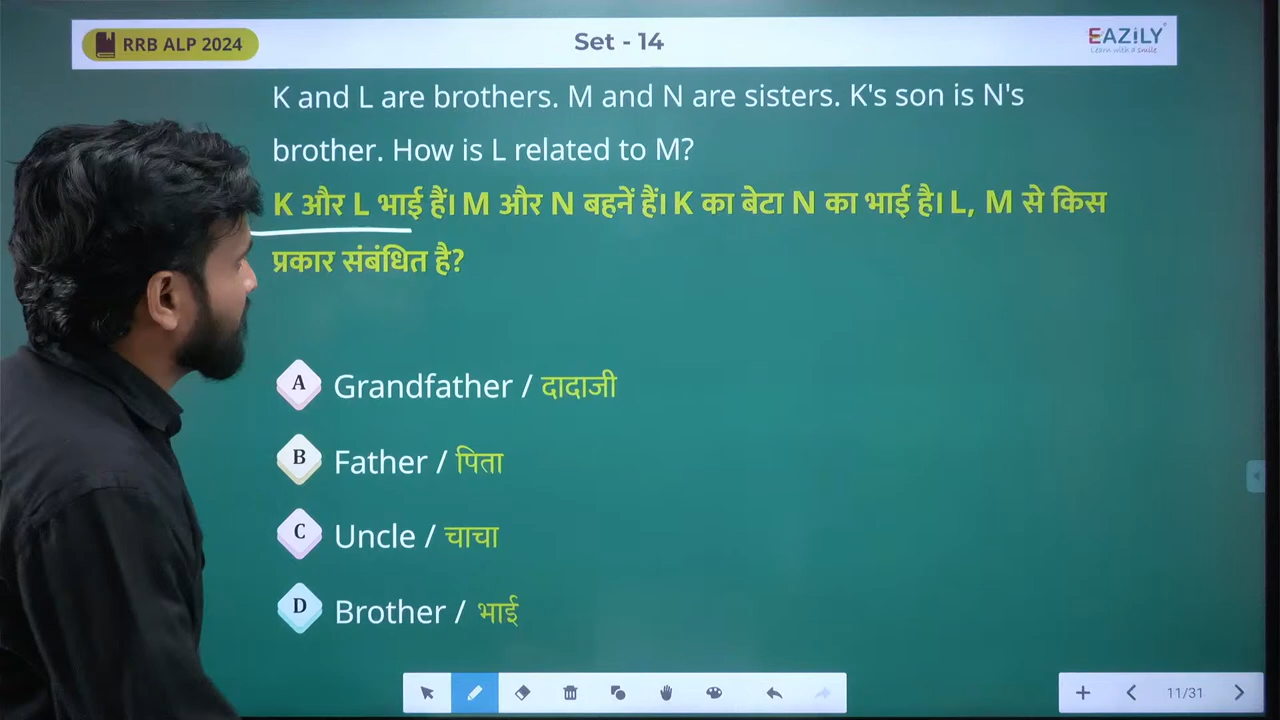 RRB ALP 2024
Set - 14
EAZiLY
Learn with a smile
K and L are brothers. M and N are sisters. K's son is N's
brother. How is L related to M?
K और L भाई हैं। M और N बहनें हैं। K का बेटा N का भाई है। L, M से किस
प्रकार संबंधित है?
A Grandfather / दादाजी
B Father / पिता
C Uncle / चाचा
D Brother / भाई
11/31